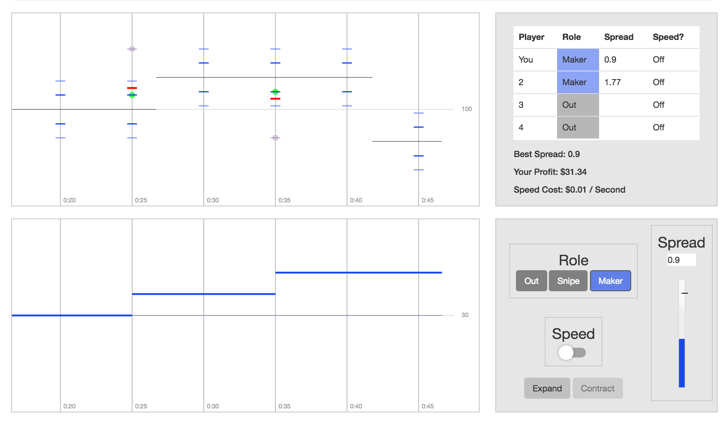 100
0:20 0:25 0:30 0:35 0:40 0:45
Player Role Spread Speed?
You Maker 0.9 Off
2 Maker 1.77 Off
3 Out Off
4 Out Off
Best Spread: 0.9
Your Profit: $31.34
Speed Cost: $0.01 / Second
30
0:20 0:25 0:30 0:35 0:40 0:45
Role
Out Snipe Maker
Speed
Expand Contract
Spread
0.9